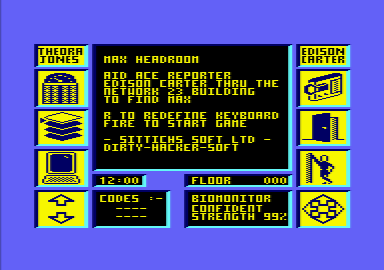 THEORA
JONES
MAX HEADROOM
AID ACE REPORTER
EDISON CARTER THRU THE
NETWORK 23 BUILDING
TO FIND MAX
R TO REDEFINE KEYBOARD
FIRE TO START GAME
- SITTICHS SOFT LTD -
DIRTY-HACKER-SOFT
EDISON
CARTER
12:00
FLOOR 000
CODES :-
----
----
BIOMONITOR
CONFIDENT
STRENGTH 99%